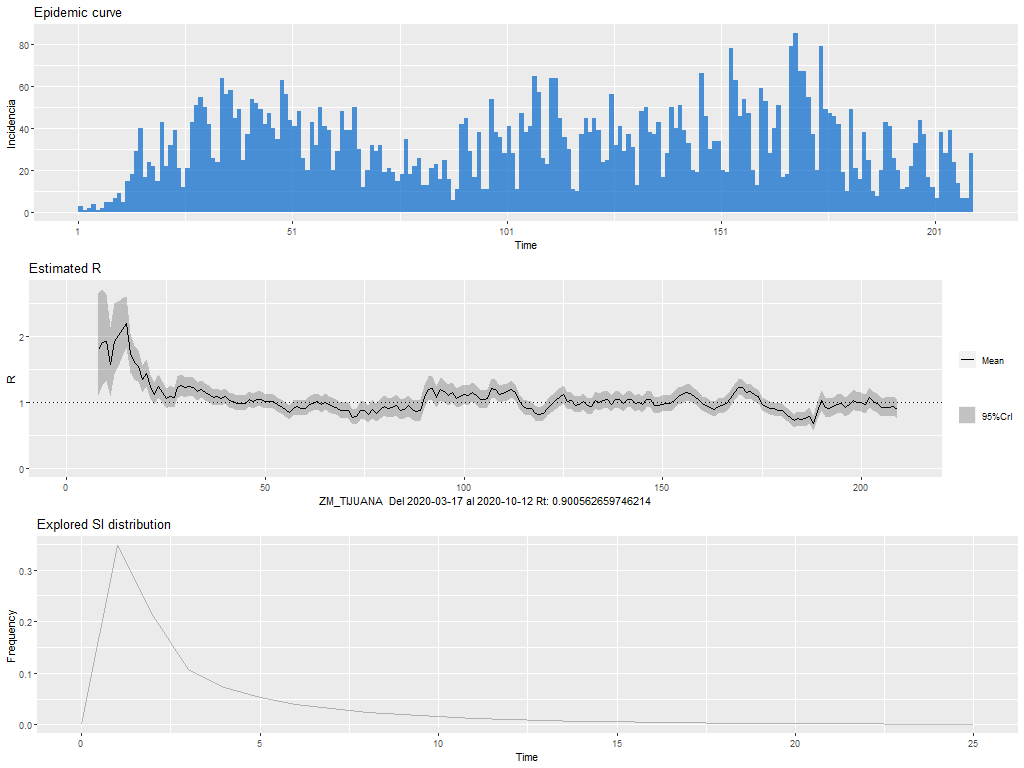 Epidemic curve
80
60
40
20
0
Incidencia
1 51 101 151 201
Time
Estimated R
2
1
0
R
0 50 100 150 200
ZM_TIJUANA Del 2020-03-17 al 2020-10-12 Rt: 0.900562659746214
Mean
95%CrI
Explored SI distribution
0.3
0.2
0.1
0.0
Frequency
0 5 10 15 20 25
Time